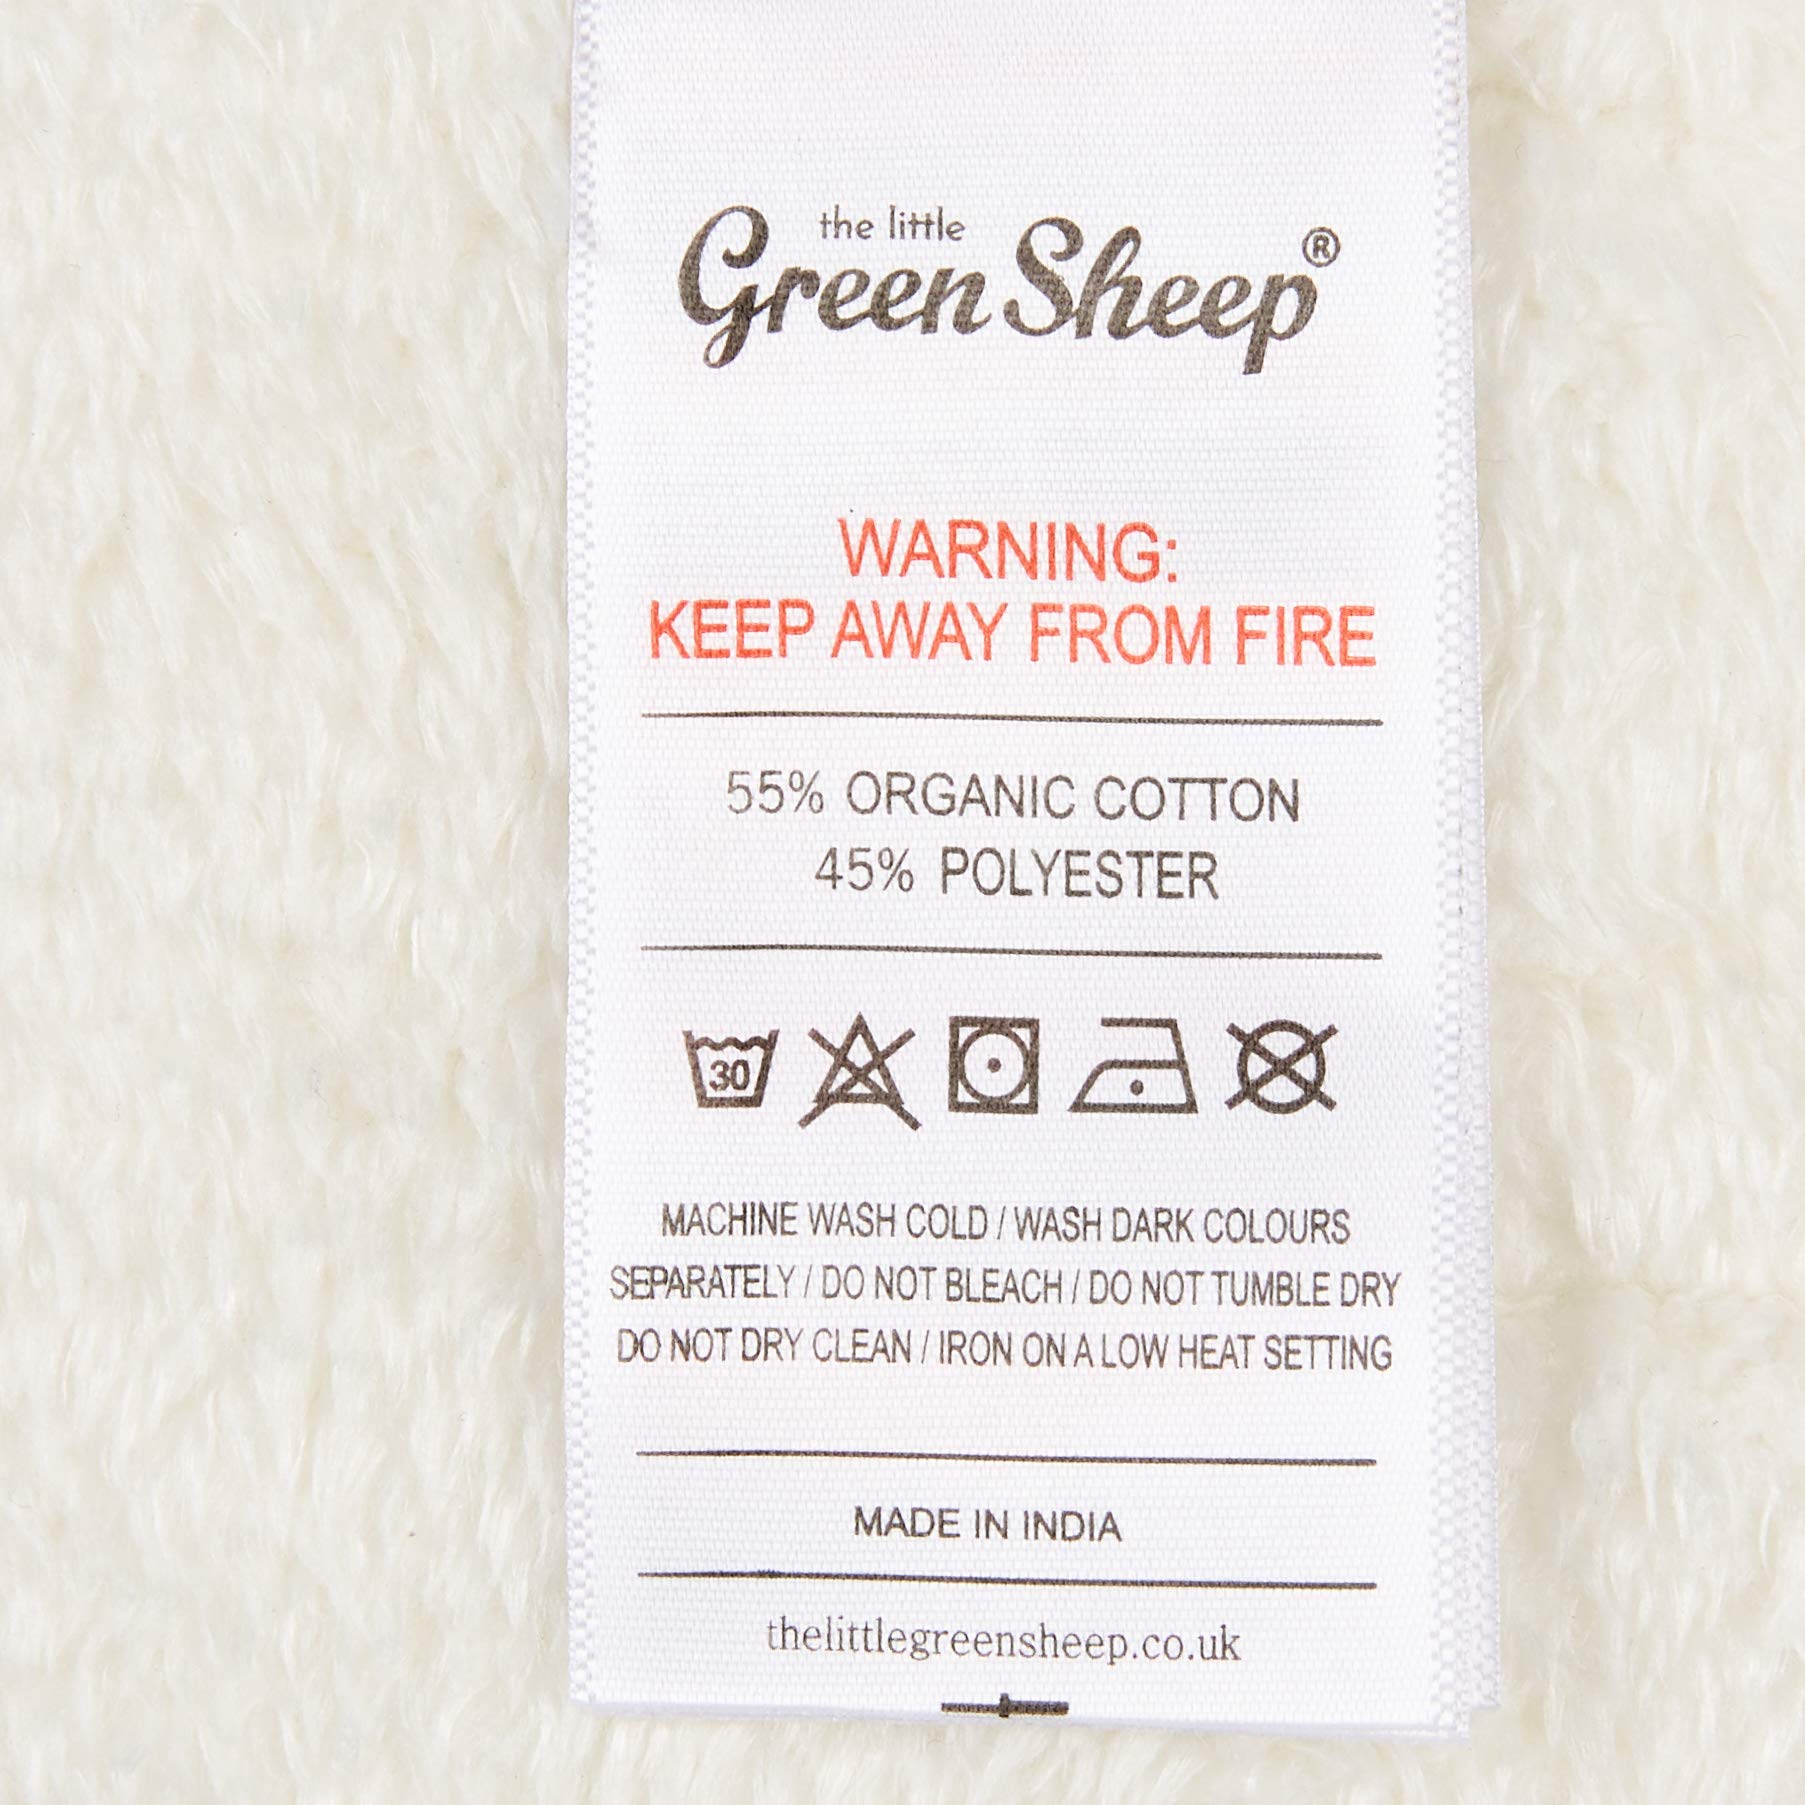 the little
Green Sheep®
WARNING:
KEEP AWAY FROM FIRE
55% ORGANIC COTTON
45% POLYESTER
30
MACHINE WASH COLD / WASH DARK COLOURS
SEPARATELY / DO NOT BLEACH / DO NOT TUMBLE DRY
DO NOT DRY CLEAN / IRON ON A LOW HEAT SETTING
MADE IN INDIA
thelittlegreensheep.co.uk